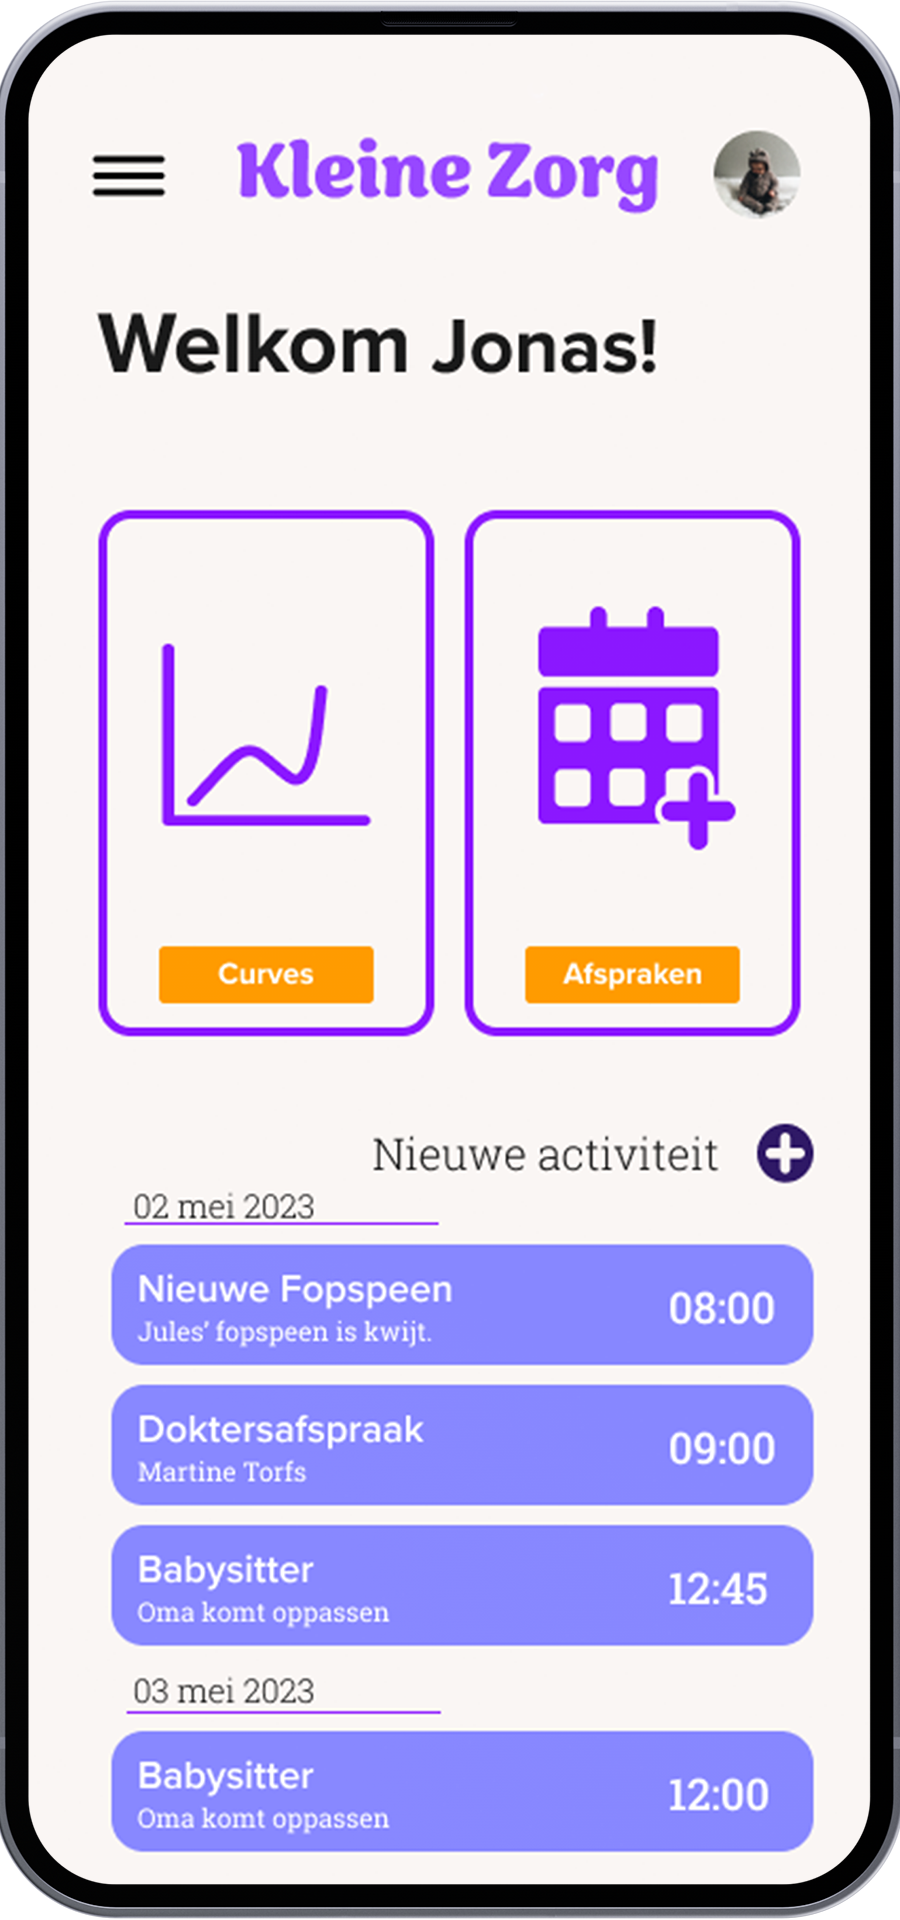 Kleine Zorg
Welkom Jonas!
Curves
Afspraken
Nieuwe activiteit
02 mei 2023
Nieuwe Fopspeen
Jules’ fopspeen is kwijt.
08:00
Doktersafspraak
Martine Torfs
09:00
Babysitter
Oma komt oppassen
12:45
03 mei 2023
Babysitter
Oma komt oppassen
12:00